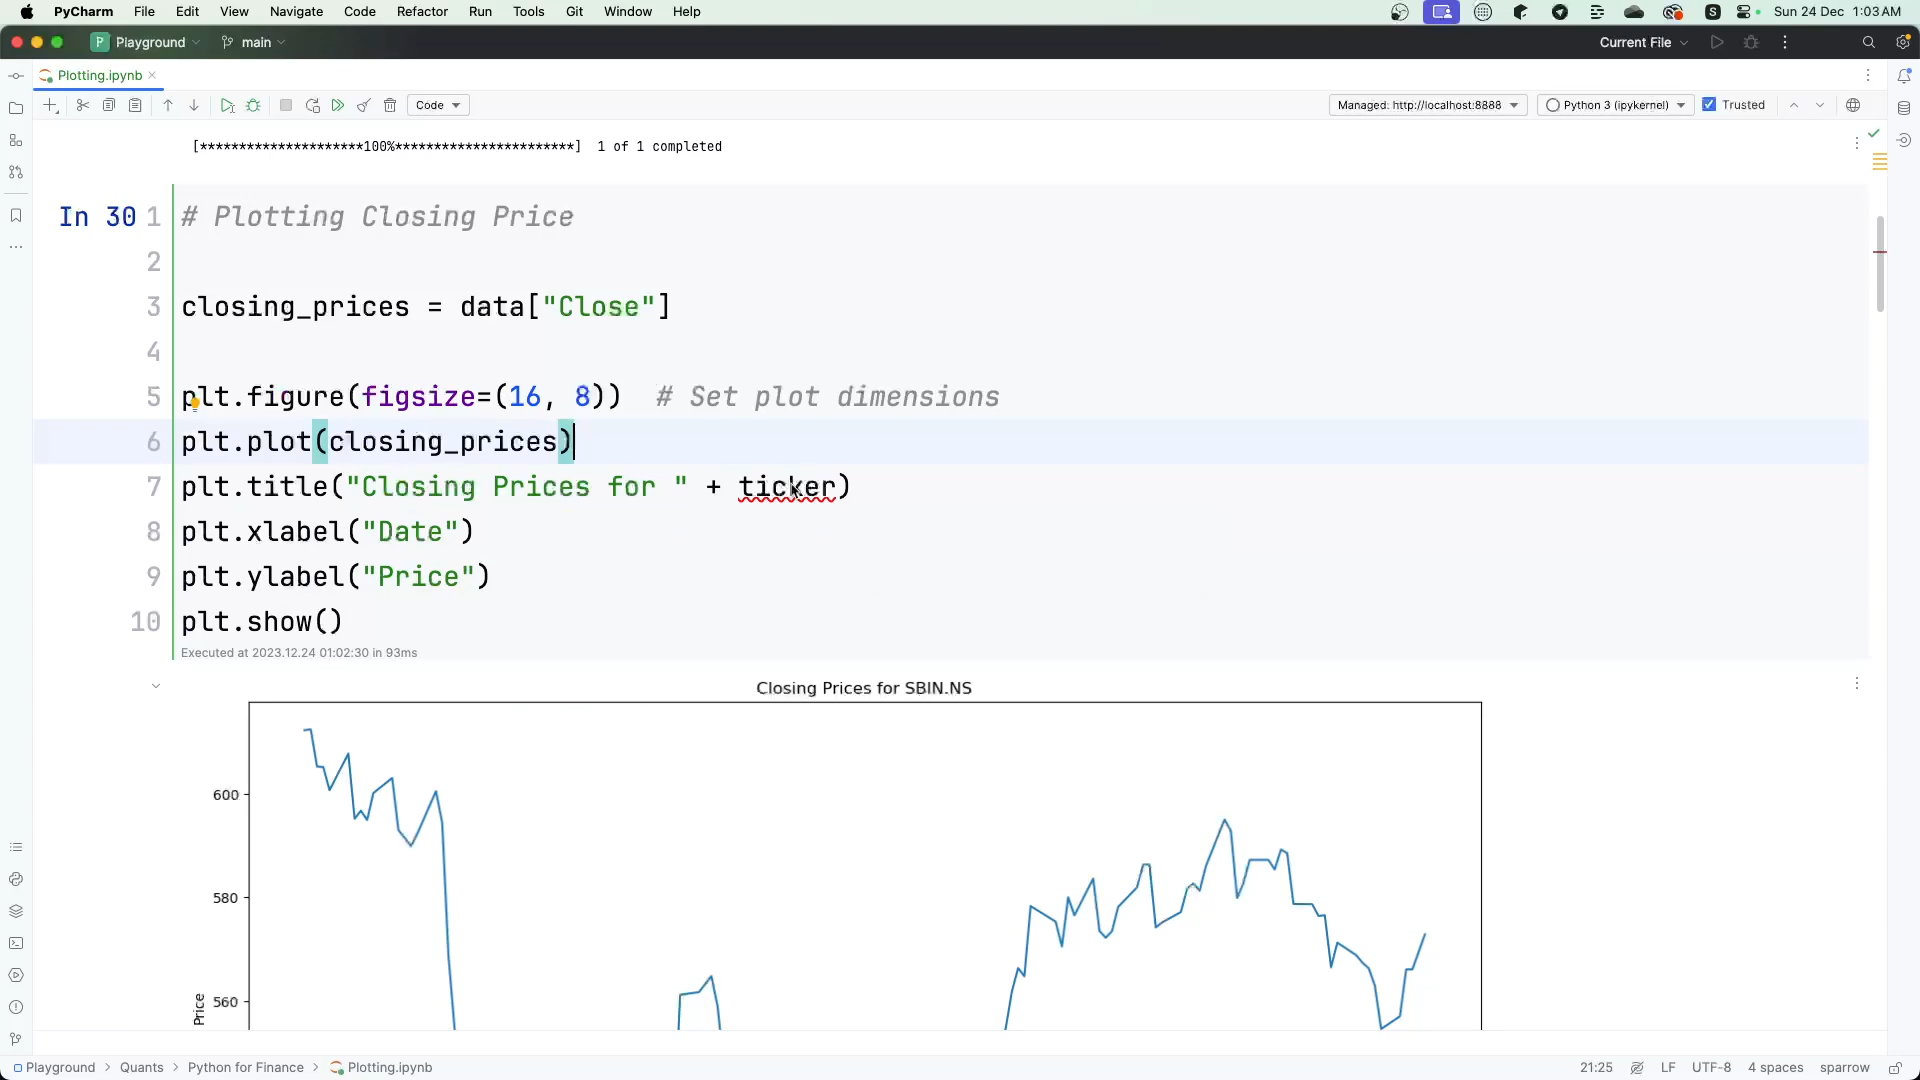 PyCharm File Edit View Navigate Code Refactor Run Tools Git Window Help S Sun 24 Dec 1:03 AM
P Playground main Current File
Plotting.ipynb
Code Managed: http://localhost:8888 Python 3 (ipykernel) Trusted
[*********************100%***********************]  1 of 1 completed
In 30 1 # Plotting Closing Price
2
3 closing_prices = data["Close"]
4
5 plt.figure(figsize=(16, 8))  # Set plot dimensions
6 plt.plot(closing_prices)
7 plt.title("Closing Prices for " + ticker)
8 plt.xlabel("Date")
9 plt.ylabel("Price")
10 plt.show()
Executed at 2023.12.24 01:02:30 in 93ms
Closing Prices for SBIN.NS
600
580
560
Price
Playground > Quants > Python for Finance > Plotting.ipynb 21:25 LF UTF-8 4 spaces sparrow